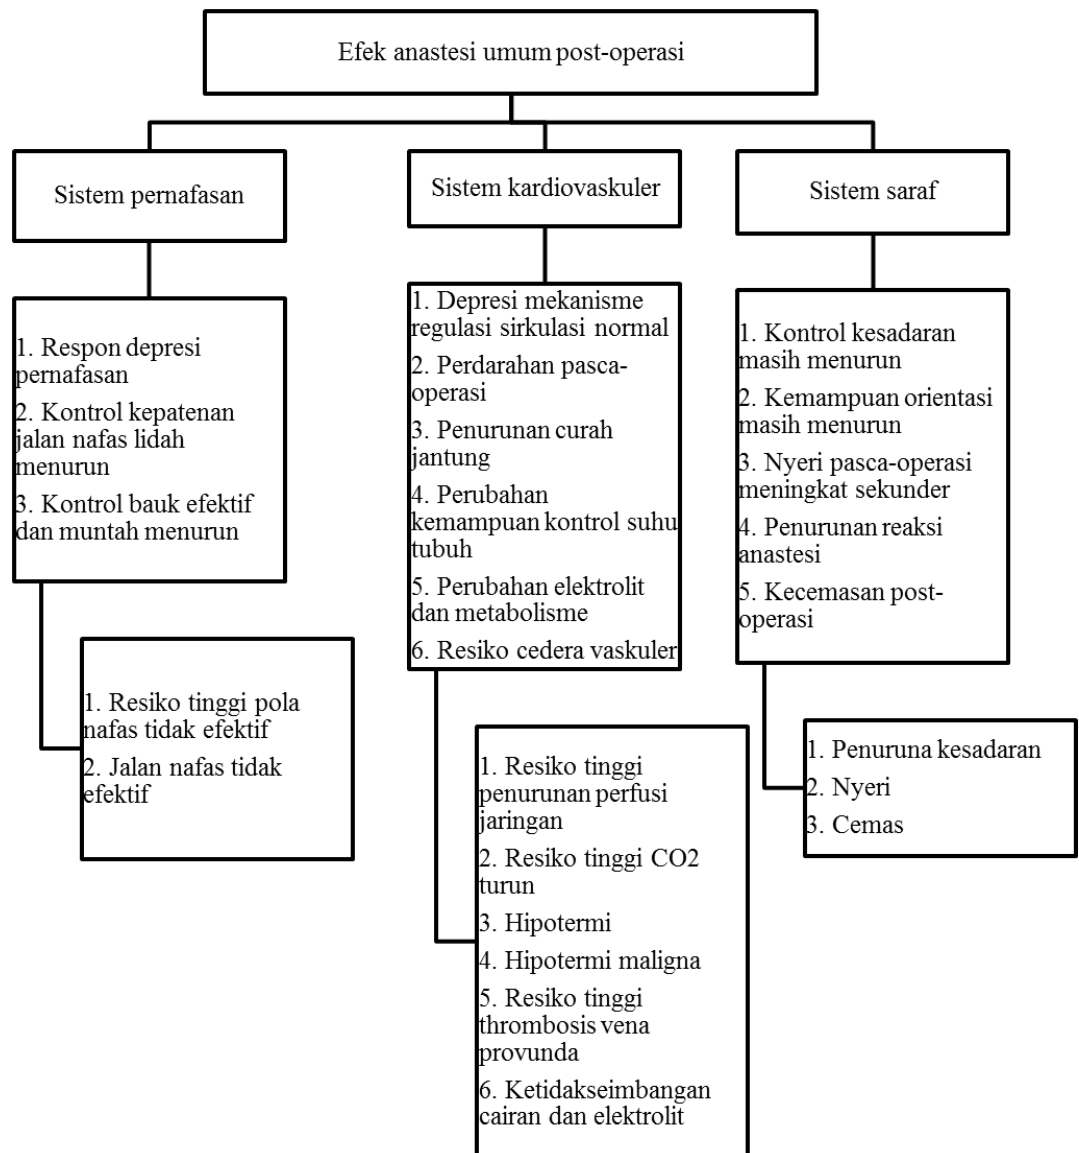 Efek anastesi umum post-operasi
Sistem pernafasan
Sistem kardiovaskuler
Sistem saraf
1. Respon depresi
pernafasan
2. Kontrol kepatenan
jalan nafas lidah
menurun
3. Kontrol bauk efektif
dan muntah menurun
1. Resiko tinggi pola
nafas tidak efektif
2. Jalan nafas tidak
efektif
1. Depresi mekanisme
regulasi sirkulasi normal
2. Perdarahan pasca-
operasi
3. Penurunan curah
jantung
4. Perubahan
kemampuan kontrol suhu
tubuh
5. Perubahan elektrolit
dan metabolisme
6. Resiko cedera vaskuler
1. Resiko tinggi
penurunan perfusi
jaringan
2. Resiko tinggi CO2
turun
3. Hipotermi
4. Hipotermi maligna
5. Resiko tinggi
thrombosis vena
provunda
6. Ketidakseimbangan
cairan dan elektrolit
1. Kontrol kesadaran
masih menurun
2. Kemampuan orientasi
masih menurun
3. Nyeri pasca-operasi
meningkat sekunder
4. Penurunan reaksi
anastesi
5. Kecemasan post-
operasi
1. Penuruna kesadaran
2. Nyeri
3. Cemas